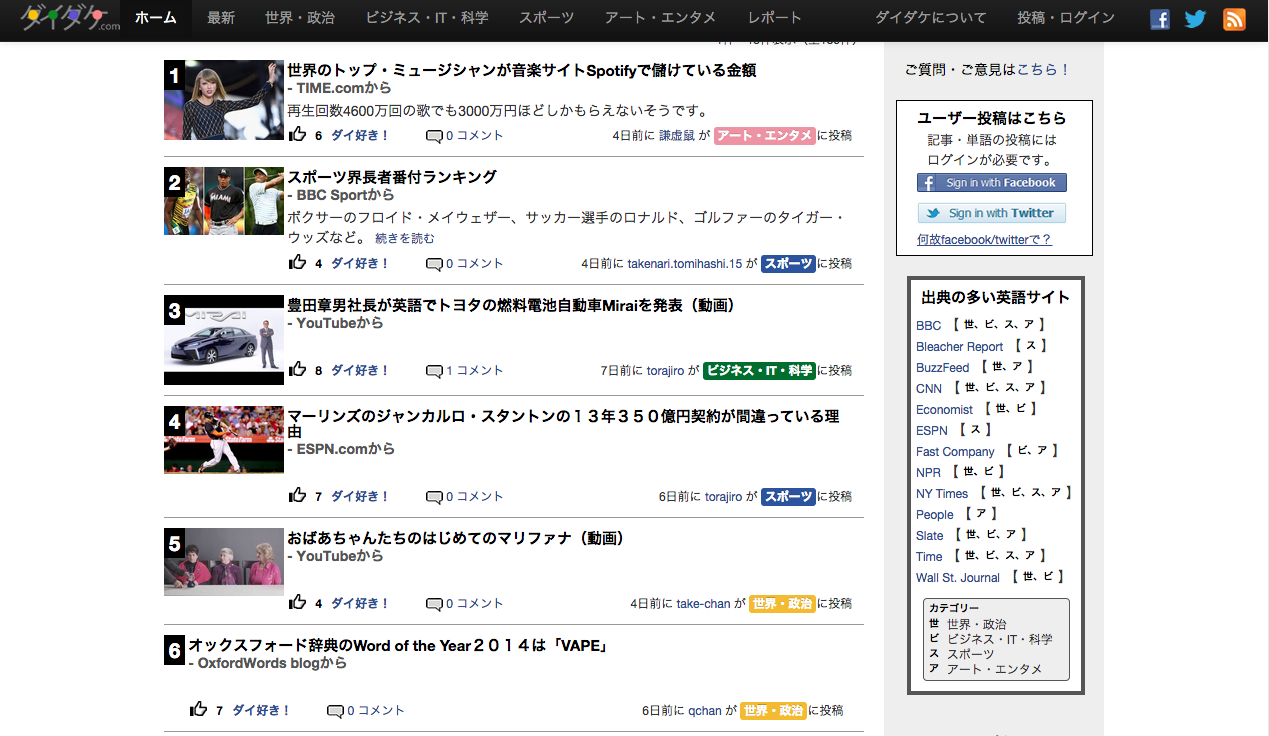 ダイダケ.com ホーム 最新 世界・政治 ビジネス・IT・科学 スポーツ アート・エンタメ レポート ダイダケについて 投稿・ログイン
1 世界のトップ・ミュージシャンが音楽サイトSpotifyで儲けている金額
- TIME.comから
再生回数4600万回の歌でも3000万円ほどしかもらえないそうです。
6 ダイ好き！ 0 コメント 4日前に 謙虚鼠 が アート・エンタメ に投稿
2 スポーツ界長者番付ランキング
- BBC Sportから
ボクサーのフロイド・メイウェザー、サッカー選手のロナルド、ゴルファーのタイガー・
ウッズなど。 続きを読む
4 ダイ好き！ 0 コメント 4日前に takenari.tomihashi.15 が スポーツ に投稿
3 豊田章男社長が英語でトヨタの燃料電池自動車Miraiを発表（動画）
- YouTubeから
MIRAI
8 ダイ好き！ 1 コメント 7日前に torajiro が ビジネス・IT・科学 に投稿
4 マーリンズのジャンカルロ・スタントンの１３年３５０億円契約が間違っている理
由
- ESPN.comから
7 ダイ好き！ 0 コメント 6日前に torajiro が スポーツ に投稿
5 おばあちゃんたちのはじめてのマリファナ（動画）
- YouTubeから
4 ダイ好き！ 0 コメント 4日前に take-chan が 世界・政治 に投稿
6 オックスフォード辞典のWord of the Year２０１４は「VAPE」
- OxfordWords blogから
7 ダイ好き！ 0 コメント 6日前に qchan が 世界・政治 に投稿
ご質問・ご意見はこちら！
ユーザー投稿はこちら
記事・単語の投稿には
ログインが必要です。
Sign in with Facebook
Sign in with Twitter
何故facebook/twitterで？
出典の多い英語サイト
BBC 【 世、ビ、ス、ア 】
Bleacher Report 【 ス 】
BuzzFeed 【 世、ア 】
CNN 【 世、ビ、ス、ア 】
Economist 【 世、ビ 】
ESPN 【 ス 】
Fast Company 【 ビ、ア 】
NPR 【 世、ビ 】
NY Times 【 世、ビ、ス、ア 】
People 【 ア 】
Slate 【 世、ビ、ア 】
Time 【 世、ビ、ス、ア 】
Wall St. Journal 【 世、ビ 】
カテゴリー
世 世界・政治
ビ ビジネス・IT・科学
ス スポーツ
ア アート・エンタメ